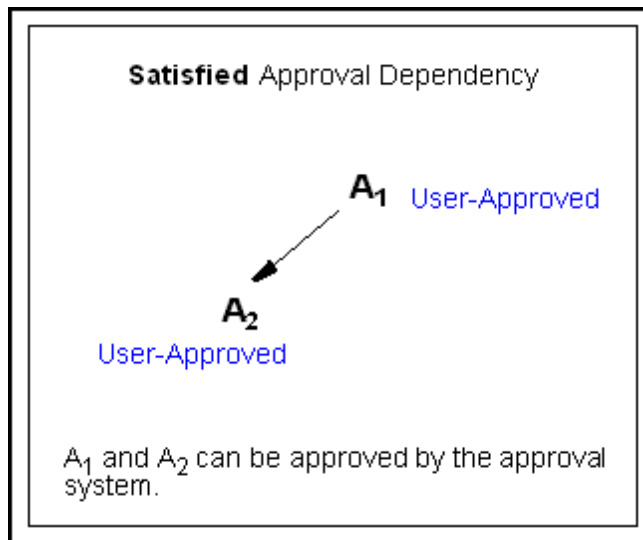 Satisfied Approval Dependency
A₁ User-Approved
A₂
User-Approved
A₁ and A₂ can be approved by the approval
system.